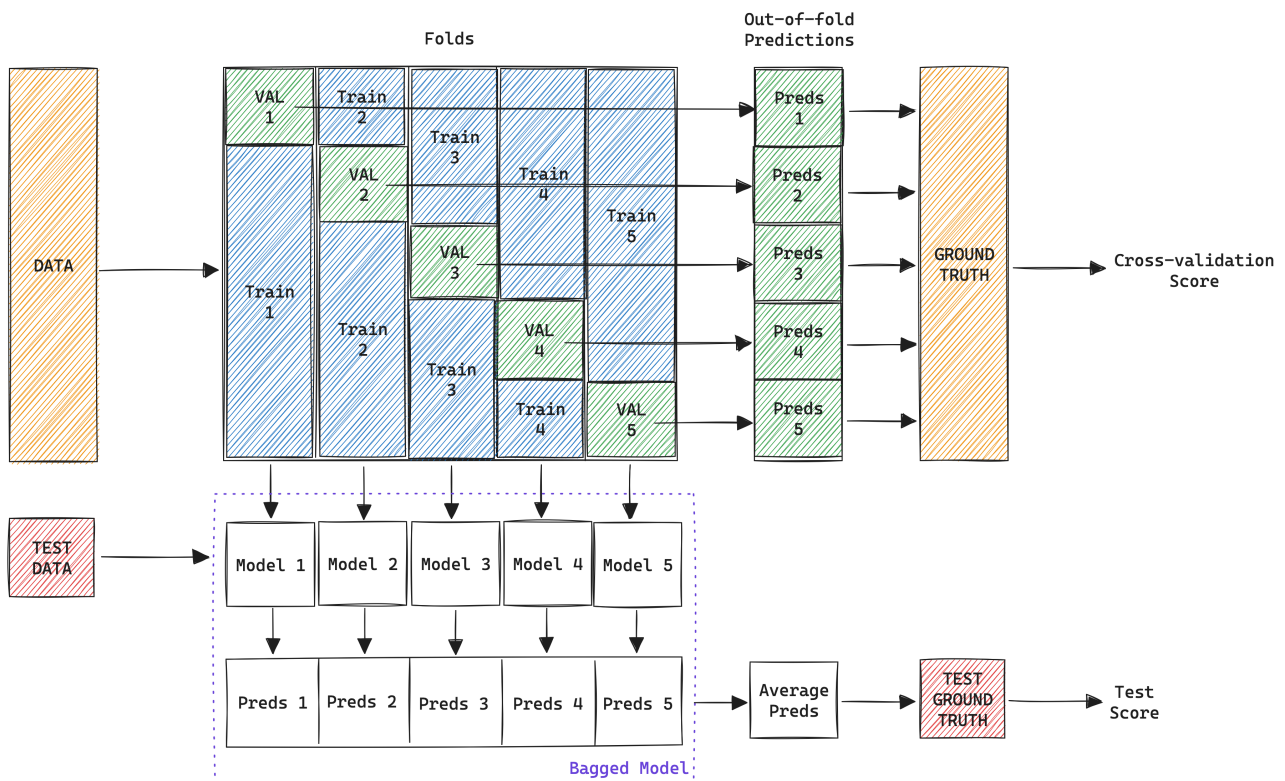 Folds
Out-of-fold
Predictions
DATA
VAL
1
Train
2
Train
3
Train
4
Train
5
Train
1
VAL
2
Train
2
VAL
3
Train
3
VAL
4
Train
4
VAL
5
Preds
1
Preds
2
Preds
3
Preds
4
Preds
5
GROUND
TRUTH
Cross-validation
Score
TEST
DATA
Model 1
Model 2
Model 3
Model 4
Model 5
Preds 1
Preds 2
Preds 3
Preds 4
Preds 5
Average
Preds
TEST
GROUND
TRUTH
Test
Score
Bagged Model